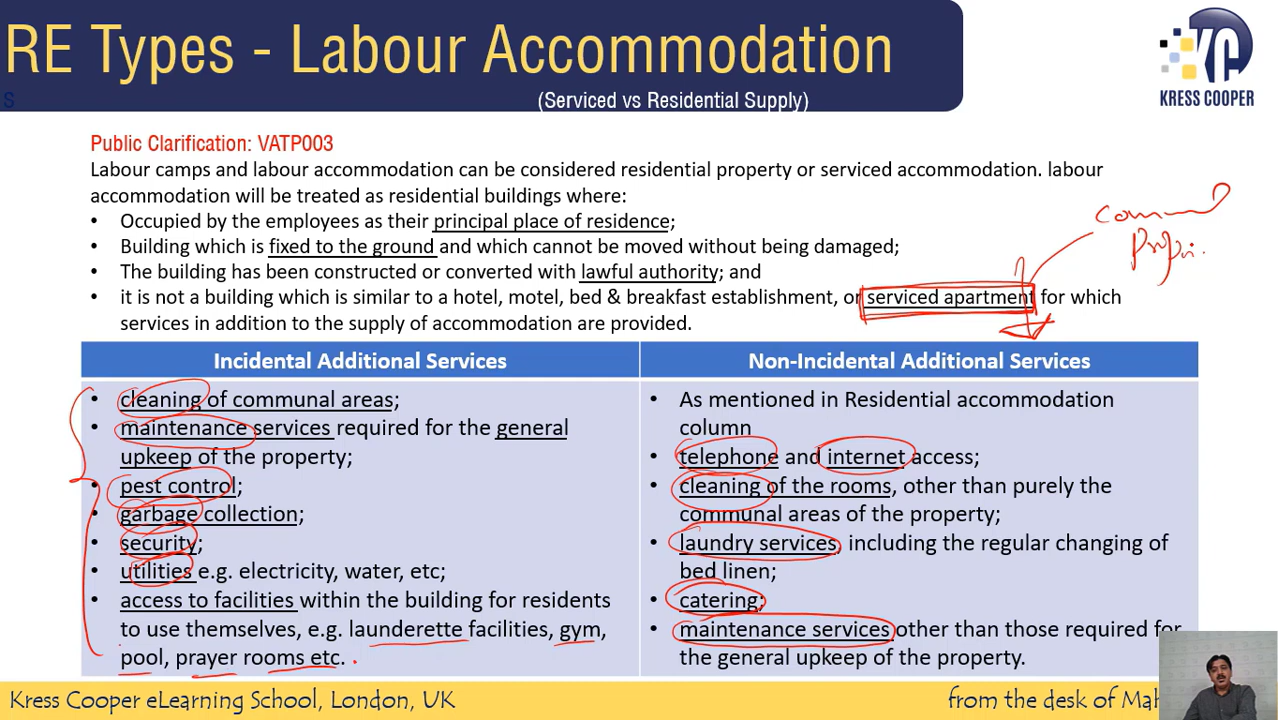 RE Types - Labour Accommodation
S
(Serviced vs Residential Supply)
KC
KRESS COOPER
Public Clarification: VATP003
Labour camps and labour accommodation can be considered residential property or serviced accommodation. labour
accommodation will be treated as residential buildings where:
• Occupied by the employees as their principal place of residence;
• Building which is fixed to the ground and which cannot be moved without being damaged;
• The building has been constructed or converted with lawful authority; and
• it is not a building which is similar to a hotel, motel, bed & breakfast establishment, or serviced apartment for which
services in addition to the supply of accommodation are provided.
Incidental Additional Services
• cleaning of communal areas;
• maintenance services required for the general
upkeep of the property;
• pest control;
• garbage collection;
• security;
• utilities e.g. electricity, water, etc;
• access to facilities within the building for residents
to use themselves, e.g. launderette facilities, gym,
pool, prayer rooms etc.
Non-Incidental Additional Services
• As mentioned in Residential accommodation
column
• telephone and internet access;
• cleaning of the rooms, other than purely the
communal areas of the property;
• laundry services, including the regular changing of
bed linen;
• catering;
• maintenance services other than those required for
the general upkeep of the property.
Kress Cooper eLearning School, London, UK
from the desk of Mah